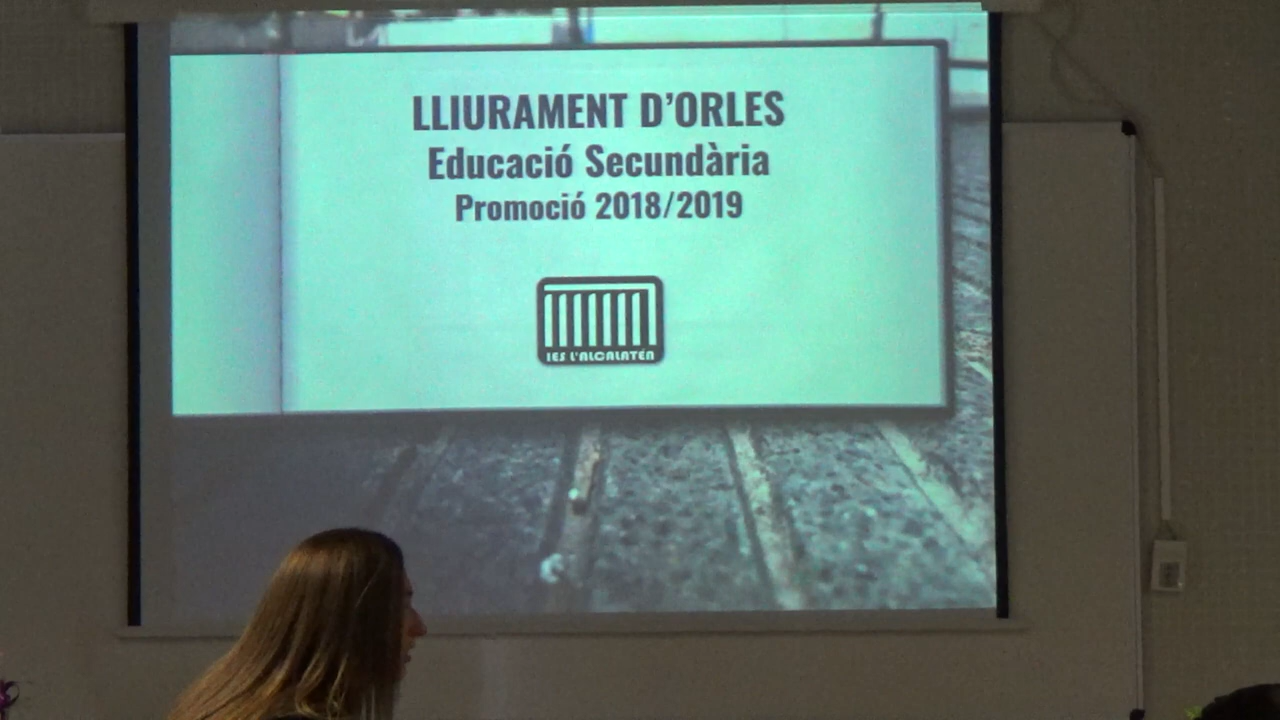 LLIURAMENT D'ORLES
Educació Secundària
Promoció 2018/2019
IES L'ALCALATÉN